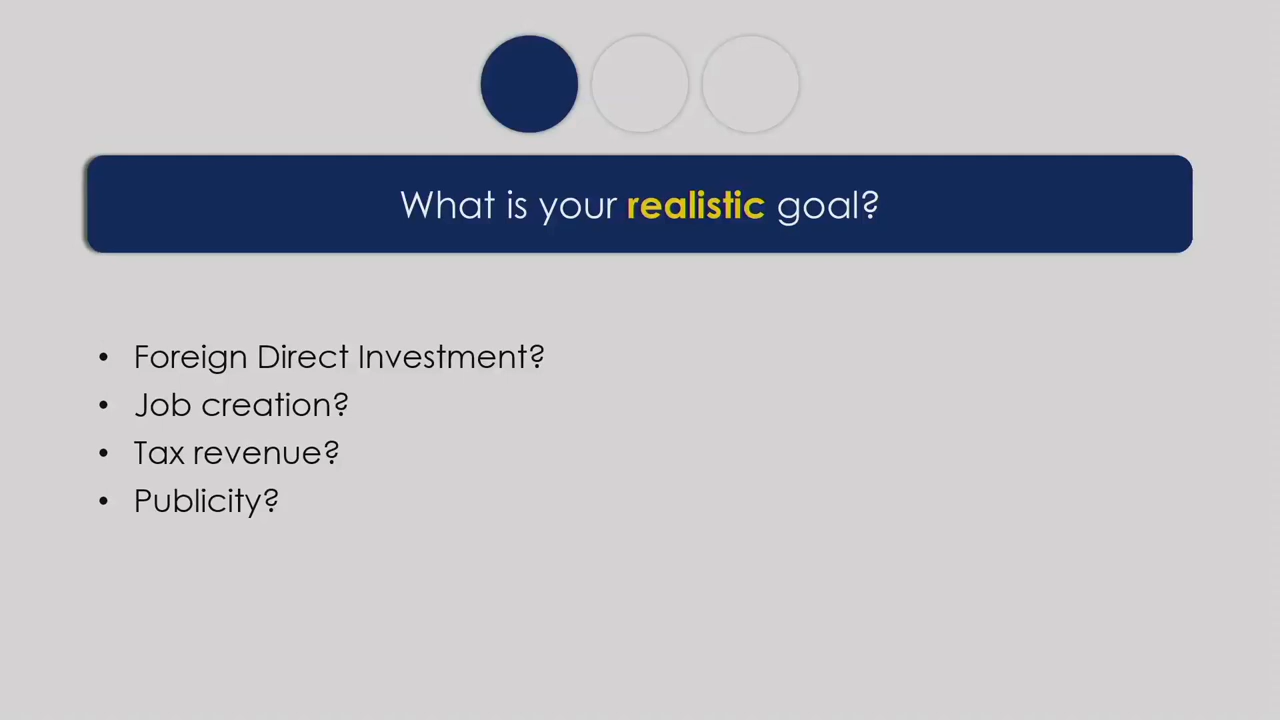 What is your realistic goal?
• Foreign Direct Investment?
• Job creation?
• Tax revenue?
• Publicity?